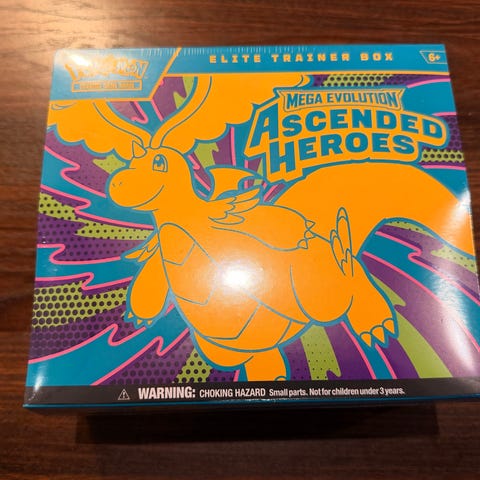 POKÉMON
ELITE TRAINER BOX
6+
MEGA EVOLUTION
ASCENDED
HEROES
WARNING: CHOKING HAZARD Small parts. Not for children under 3 years.